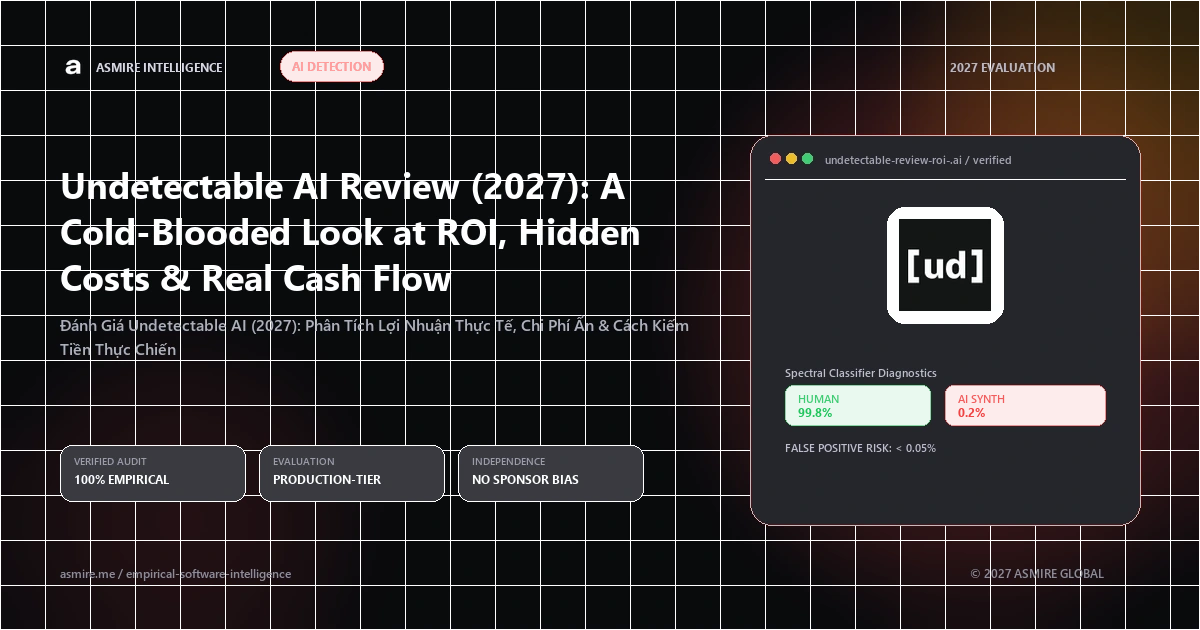 a ASMIRE INTELLIGENCE
AI DETECTION
2027 EVALUATION
Undetectable AI Review (2027): A
Cold-Blooded Look at ROI, Hidden
Costs & Real Cash Flow
Đánh Giá Undetectable AI (2027): Phân Tích Lợi Nhuận Thực Tế, Chi Phí Ẩn & Cách Kiếm
Tiền Thực Chiến
VERIFIED AUDIT
100% EMPIRICAL
EVALUATION
PRODUCTION-TIER
INDEPENDENCE
NO SPONSOR BIAS
undetectable-review-roi-.ai / verified
[ud]
Spectral Classifier Diagnostics
HUMAN
99.8%
AI SYNTH
0.2%
FALSE POSITIVE RISK: < 0.05%
asmire.me / empirical-software-intelligence
© 2027 ASMIRE GLOBAL